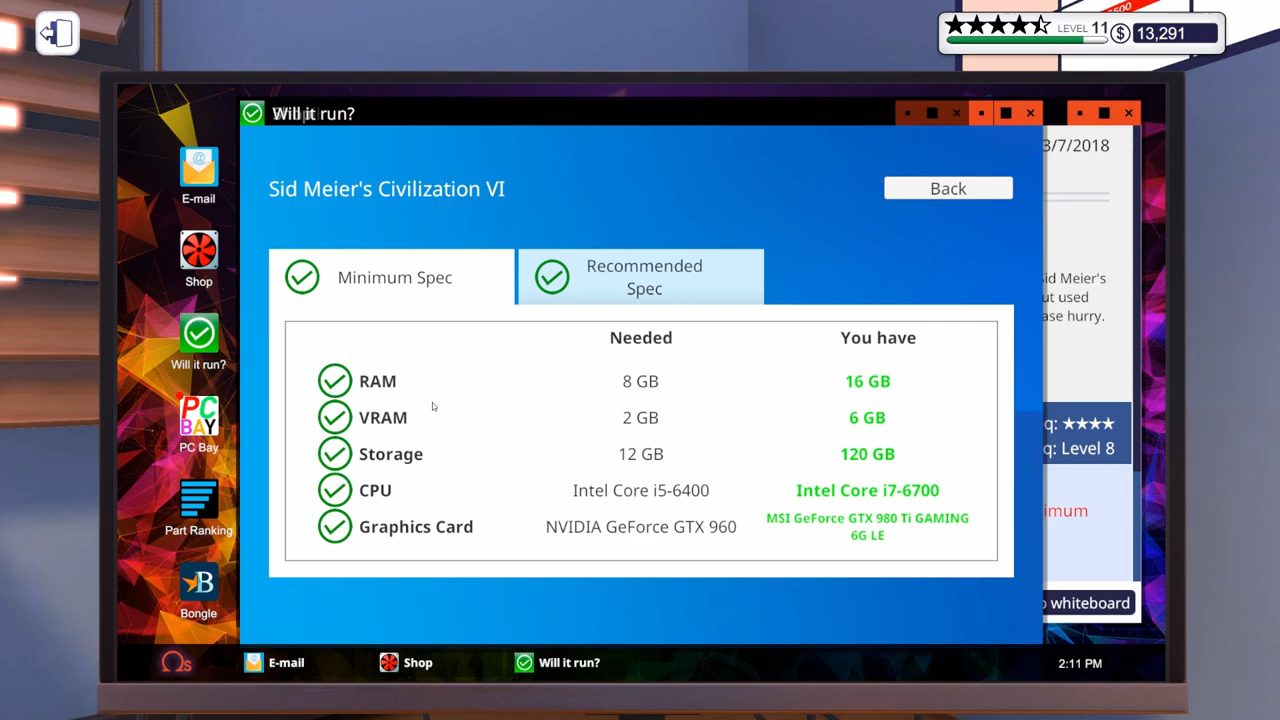 500
LEVEL 11
$ 13,291
Will it run?
3/7/2018
E-mail
Sid Meier's Civilization VI
Back
Shop
Minimum Spec
Recommended
Spec
Sid Meier's
ut used
ase hurry.
Needed
You have
Will it run?
RAM
8 GB
16 GB
VRAM
2 GB
6 GB
PC
BAY
PC Bay
q: ★★★★
q: Level 8
Storage
12 GB
120 GB
CPU
Intel Core i5-6400
Intel Core i7-6700
Graphics Card
NVIDIA GeForce GTX 960
MSI GeForce GTX 980 Ti GAMING
6G LE
imum
Part Ranking
B
Bongle
o whiteboard
Ωs
E-mail
Shop
Will it run?
2:11 PM